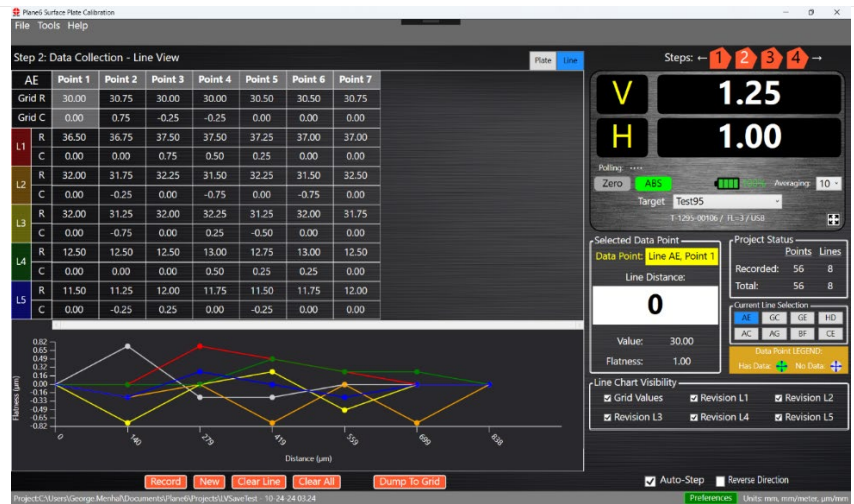 Plane6 Surface Plate Calibration
File Tools Help
Step 2: Data Collection - Line View
Plate Line
AE Point 1 Point 2 Point 3 Point 4 Point 5 Point 6 Point 7
Grid R 30.00 30.75 30.00 30.00 30.50 30.50 30.75
Grid C 0.00 0.75 -0.25 -0.25 0.00 0.00 0.00
L1 R 36.50 36.75 37.50 37.50 37.25 37.00 37.00
C 0.00 0.00 0.75 0.50 0.25 0.00 0.00
L2 R 32.00 31.75 32.25 31.50 32.25 31.50 32.50
C 0.00 -0.25 0.00 -0.75 0.00 -0.75 0.00
L3 R 32.00 31.25 32.00 32.25 31.25 32.00 31.75
C 0.00 -0.75 0.00 0.25 -0.50 0.00 0.00
L4 R 12.50 12.50 12.50 13.00 12.75 13.00 12.50
C 0.00 0.00 0.00 0.50 0.25 0.25 0.00
L5 R 11.50 11.25 12.00 11.75 11.50 11.75 12.00
C 0.00 -0.25 0.25 0.00 -0.25 0.00 0.00
0.82
0.65
0.49
0.32
0.16
0.00
-0.16
-0.33
-0.49
-0.65
-0.82
Flatness (µm)
0 140 279 419 559 699 838
Distance (µm)
Record New Clear Line Clear All Dump To Grid
Steps: ← 1 2 3 4 →
V 1.25
H 1.00
Polling: ····
Zero ABS Averaging: 10
Target Test95
T-1295-00106 / FL=3 / USB
Selected Data Point
Data Point: Line AE, Point 1
Line Distance:
0
Value: 30.00
Flatness: 1.00
Project Status
Points Lines
Recorded: 56 8
Total: 56 8
Current Line Selection
AE GC GE HD
AC AG BF CE
Data Point LEGEND:
Has Data: No Data:
Line Chart Visibility
Grid Values Revision L1 Revision L2
Revision L3 Revision L4 Revision L5
Auto-Step Reverse Direction
Project:C:\Users\George.Menhal\Documents\Plane6\Projects\LVSaveTest - 10-24-24 03.24
Preferences Units: mm, mm/meter, µm/mm